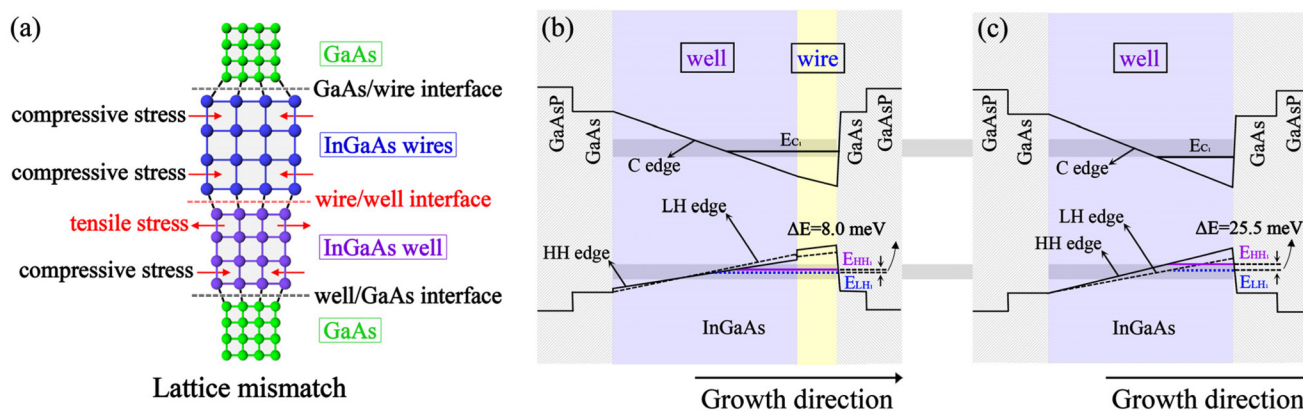 (a)
GaAs
GaAs/wire interface
compressive stress
InGaAs wires
compressive stress
wire/well interface
tensile stress
InGaAs well
compressive stress
well/GaAs interface
GaAs
Lattice mismatch
(b)
well
wire
GaAsP
GaAs
GaAs
GaAsP
Ec₁
C edge
LH edge
ΔE=8.0 meV
HH edge
EHH₁
ELH₁
InGaAs
Growth direction
(c)
well
GaAsP
GaAs
GaAs
GaAsP
Ec₁
C edge
LH edge
ΔE=25.5 meV
HH edge
EHH₁
ELH₁
InGaAs
Growth direction